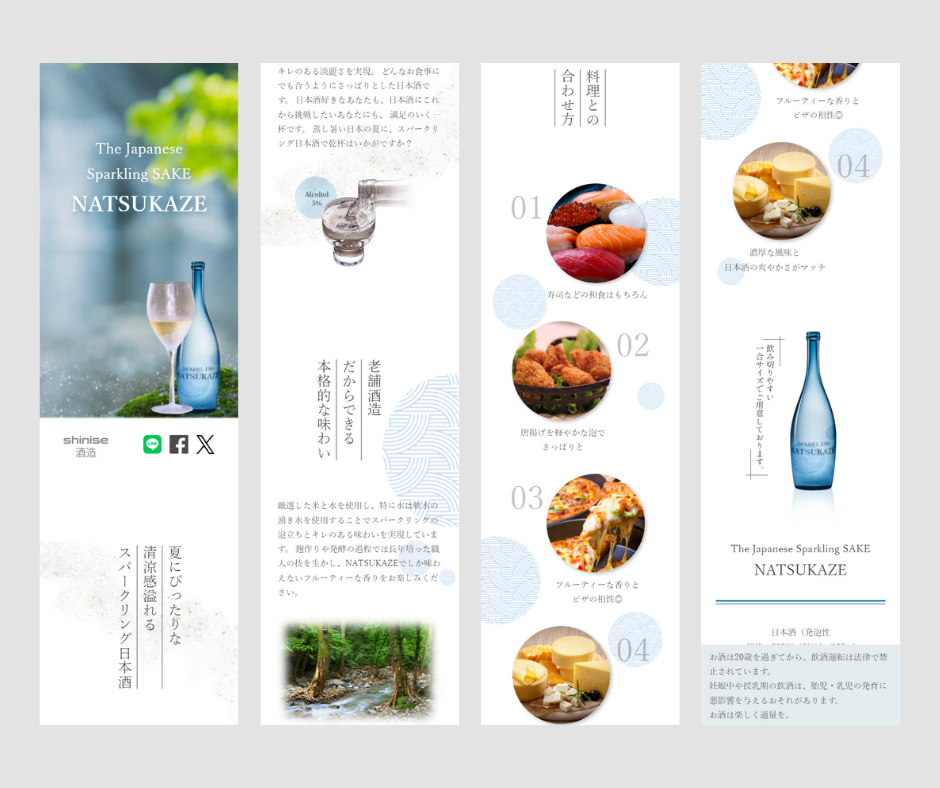 The Japanese
Sparkling SAKE
NATSUKAZE
SPARKLING
NATSUKAZE
shinise
酒造
夏にぴったりな
清涼感溢れる
スパークリング日本酒
キレのある淡麗さを実現。 どんなお食事に
でも合うようにさっぱりとした日本酒で
す。 日本酒好きなあなたも、日本酒にこれ
から挑戦したいあなたにも、 満足のいく一
杯です。 蒸し暑い日本の夏に、スパークリ
ング日本酒で乾杯はいかがですか？
Alcohol
5%
老舗酒造
だからできる
本格的な味わい
厳選した米と水を使用し、特に水は軟水の
湧き水を使用することでスパークリングの
泡立ちとキレのある味わいを実現していま
す。 麹作りや発酵の過程では長年培った職
人の技を生かし、NATSUKAZEでしか味わ
えないフルーティーな香りをお楽しみくだ
さい。
料理との
合わせ方
01
寿司などの和食はもちろん
02
唐揚げを軽やかな泡で
さっぱりと
03
フルーティーな香りと
ピザの相性◎
04
フルーティーな香りと
ピザの相性◎
04
濃厚な風味と
日本酒の爽やかさがマッチ
飲み切りやすい
一合サイズでご用意しております。
SPARKLING
NATSUKAZE
The Japanese Sparkling SAKE
NATSUKAZE
日本酒（発泡性
お酒は20歳を過ぎてから、飲酒運転は法律で禁
止されています。
妊娠中や授乳期の飲酒は、胎児・乳児の発育に
悪影響を与えるおそれがあります。
お酒は楽しく適量を。